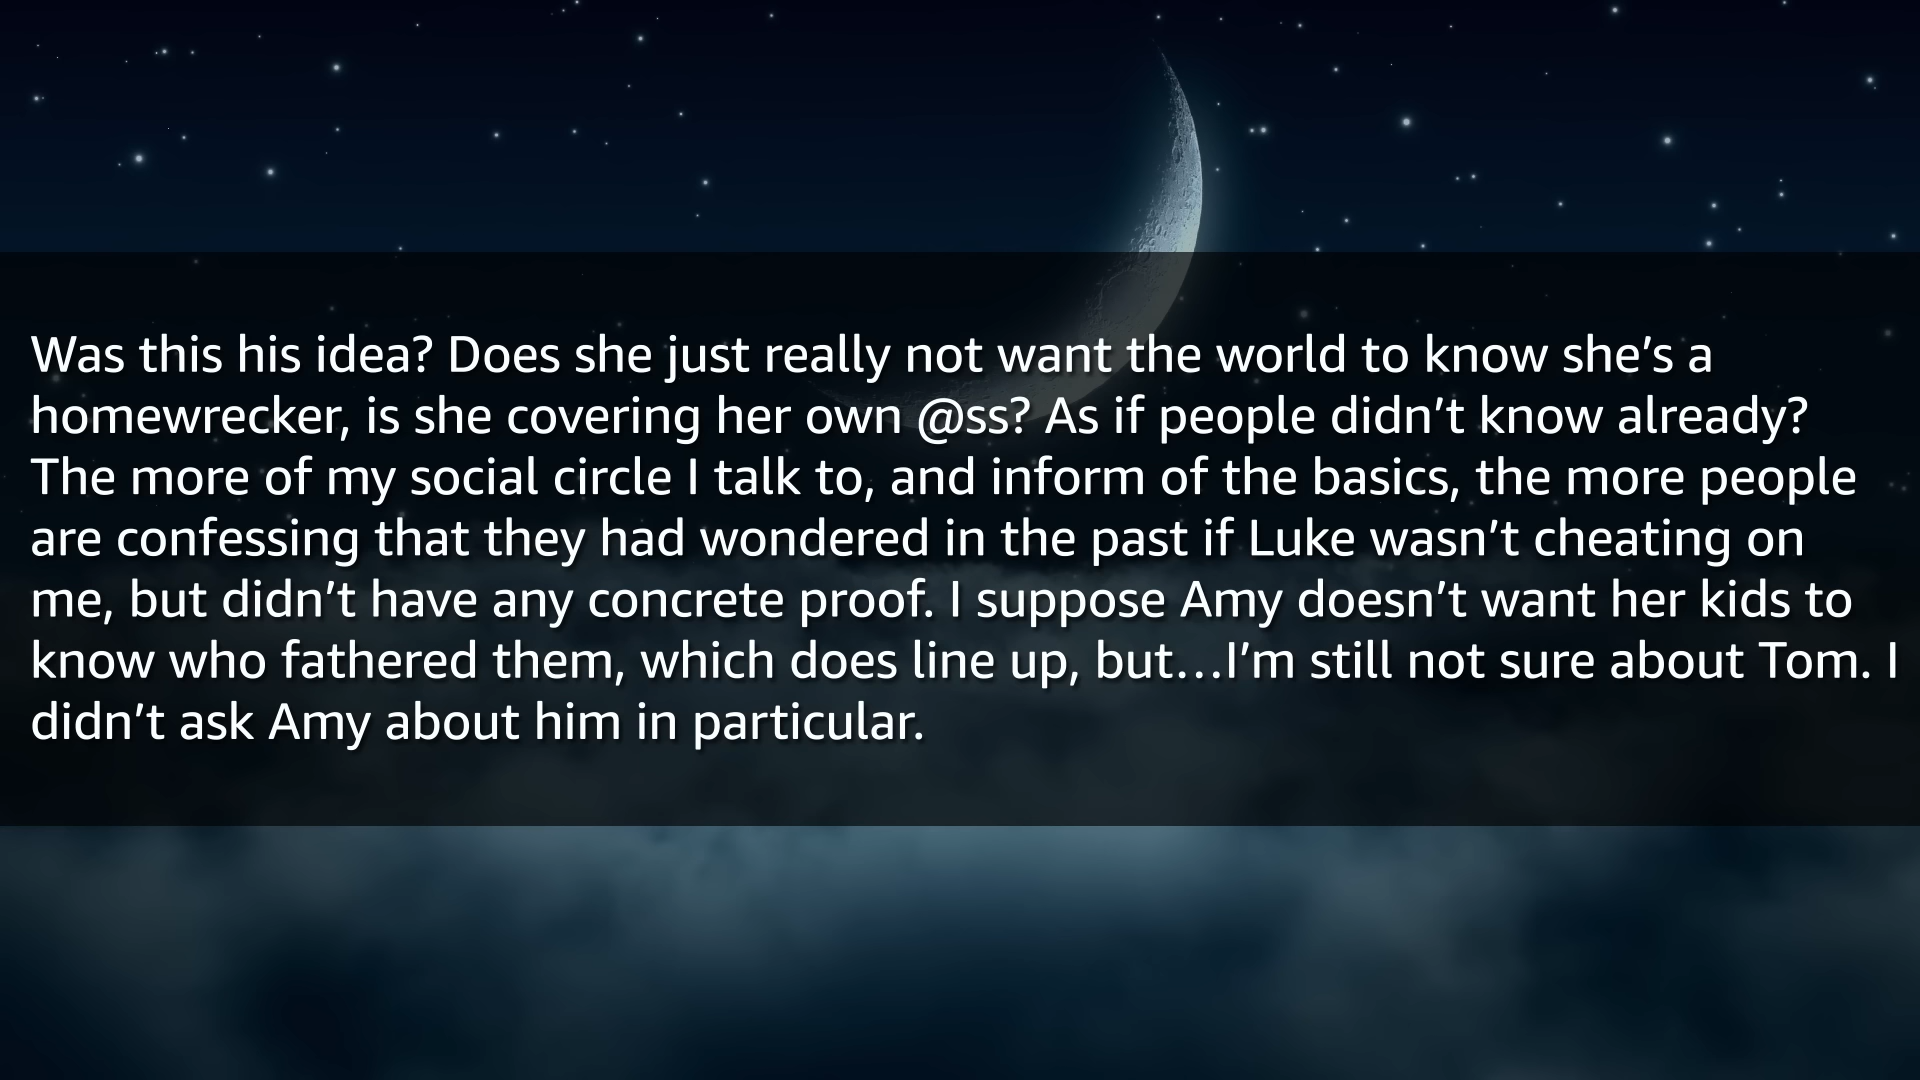 Was this his idea? Does she just really not want the world to know she’s a
homewrecker, is she covering her own @ss? As if people didn’t know already?
The more of my social circle I talk to, and inform of the basics, the more people
are confessing that they had wondered in the past if Luke wasn’t cheating on
me, but didn’t have any concrete proof. I suppose Amy doesn’t want her kids to
know who fathered them, which does line up, but…I’m still not sure about Tom. I
didn’t ask Amy about him in particular.